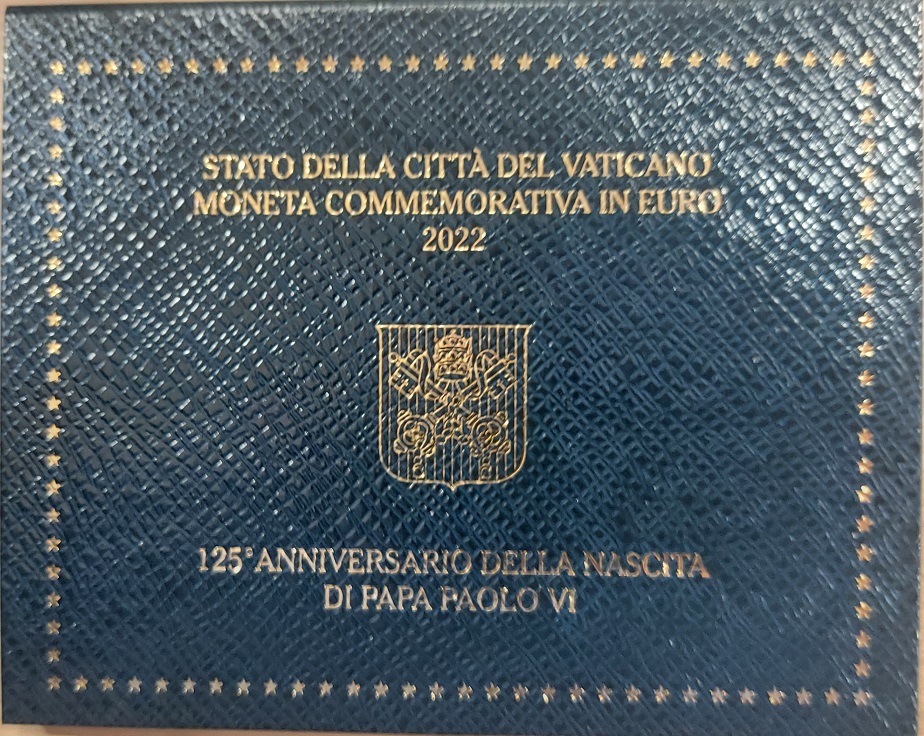 STATO DELLA CITTÀ DEL VATICANO
MONETA COMMEMORATIVA IN EURO
2022
125° ANNIVERSARIO DELLA NASCITA
DI PAPA PAOLO VI